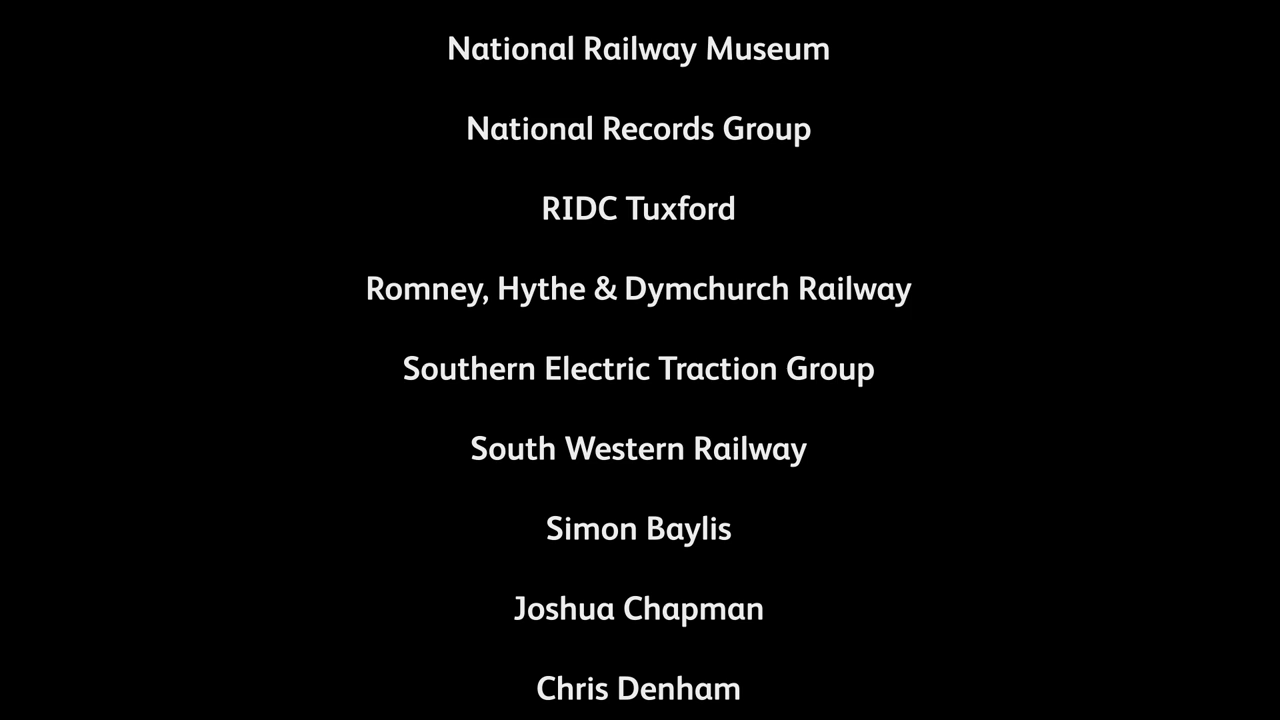 National Railway Museum
National Records Group
RIDC Tuxford
Romney, Hythe & Dymchurch Railway
Southern Electric Traction Group
South Western Railway
Simon Baylis
Joshua Chapman
Chris Denham